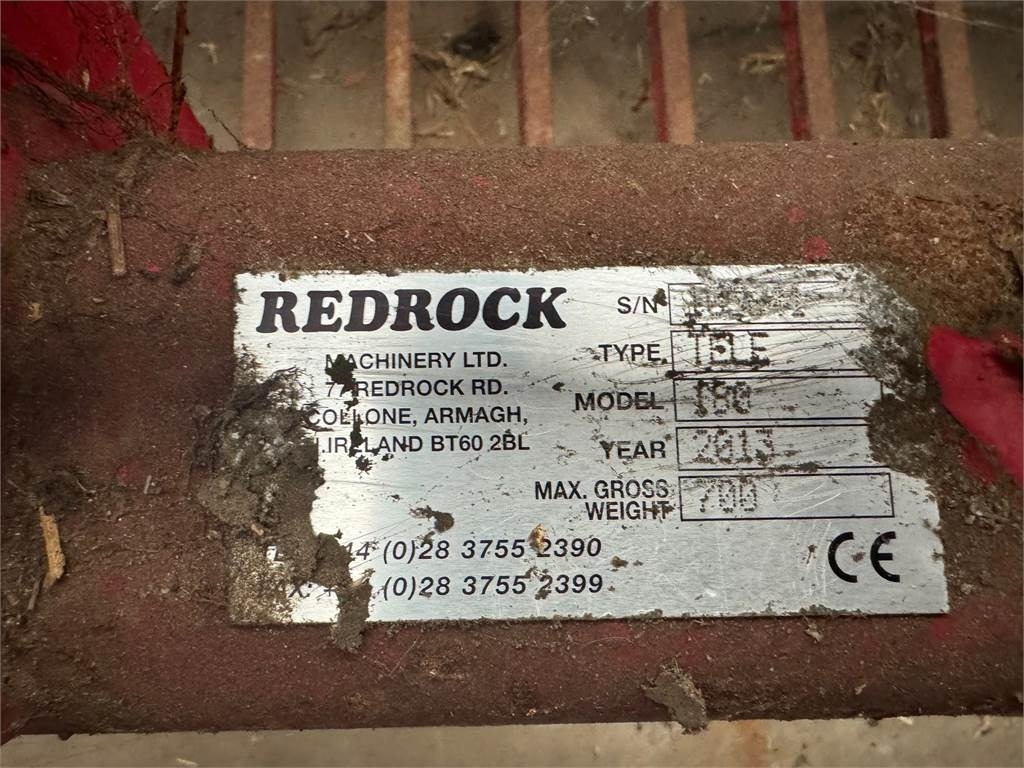 REDROCK
MACHINERY LTD.
REDROCK RD.
COLLONE, ARMAGH,
BT60 2BL
S/N
TYPE TELE
MODEL 180
YEAR 2013
MAX. GROSS
WEIGHT 700
(0)28 3755 2390
(0)28 3755 2399
CE